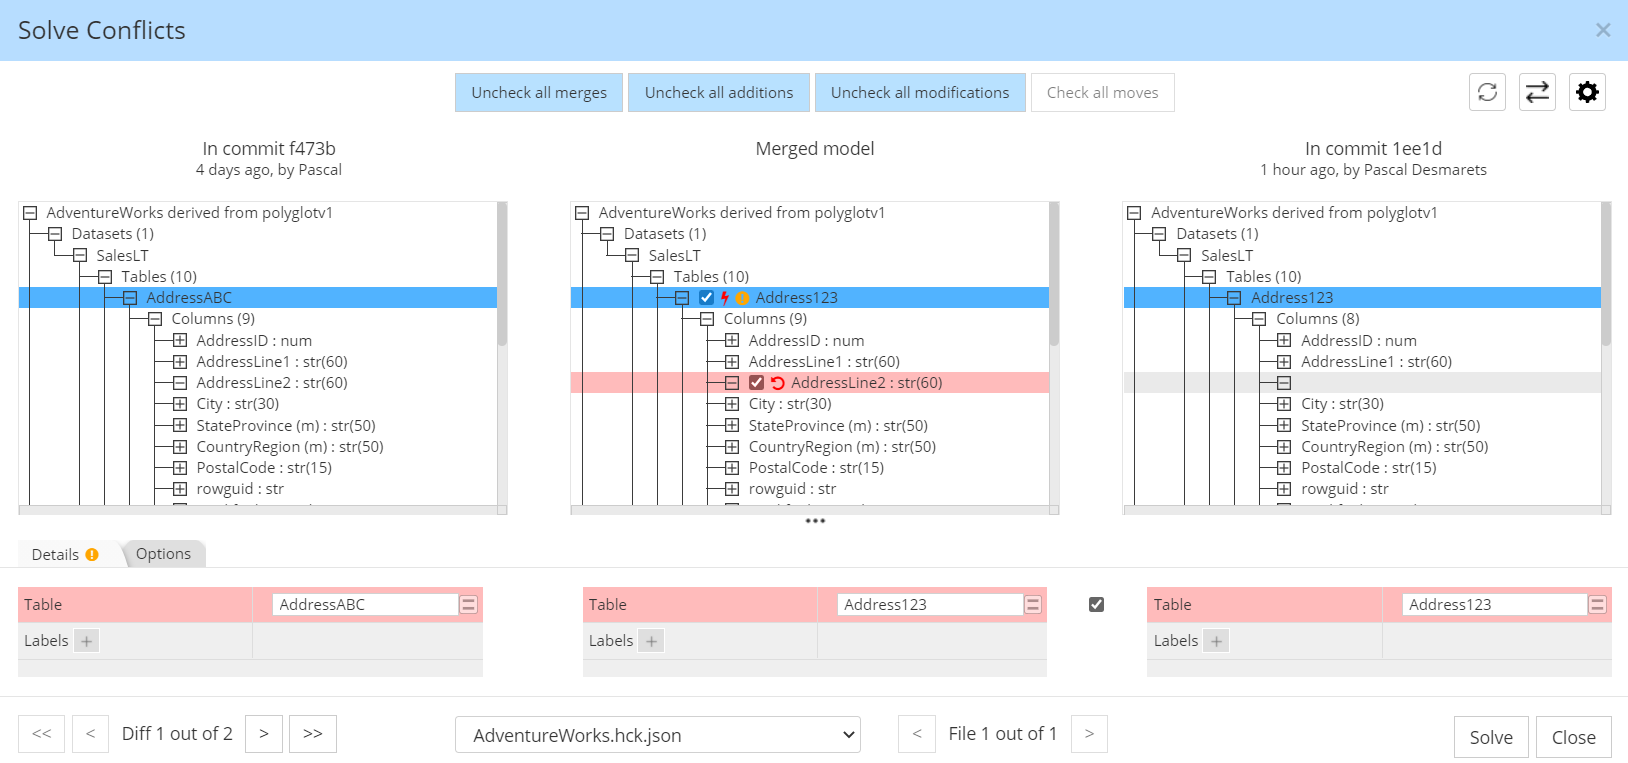 Solve Conflicts
Uncheck all merges
Uncheck all additions
Uncheck all modifications
Check all moves
In commit f473b
4 days ago, by Pascal
AdventureWorks derived from polyglotv1
Datasets (1)
SalesLT
Tables (10)
AddressABC
Columns (9)
AddressID : num
AddressLine1 : str(60)
AddressLine2 : str(60)
City : str(30)
StateProvince (m) : str(50)
CountryRegion (m) : str(50)
PostalCode : str(15)
rowguid : str
Merged model
AdventureWorks derived from polyglotv1
Datasets (1)
SalesLT
Tables (10)
Address123
Columns (9)
AddressID : num
AddressLine1 : str(60)
AddressLine2 : str(60)
City : str(30)
StateProvince (m) : str(50)
CountryRegion (m) : str(50)
PostalCode : str(15)
rowguid : str
In commit 1ee1d
1 hour ago, by Pascal Desmarets
AdventureWorks derived from polyglotv1
Datasets (1)
SalesLT
Tables (10)
Address123
Columns (8)
AddressID : num
AddressLine1 : str(60)
City : str(30)
StateProvince (m) : str(50)
CountryRegion (m) : str(50)
PostalCode : str(15)
rowguid : str
Details
Options
Table AddressABC
Labels +
Table Address123
Labels +
Table Address123
Labels +
<< < Diff 1 out of 2 > >>
AdventureWorks.hck.json
< File 1 out of 1 >
Solve
Close